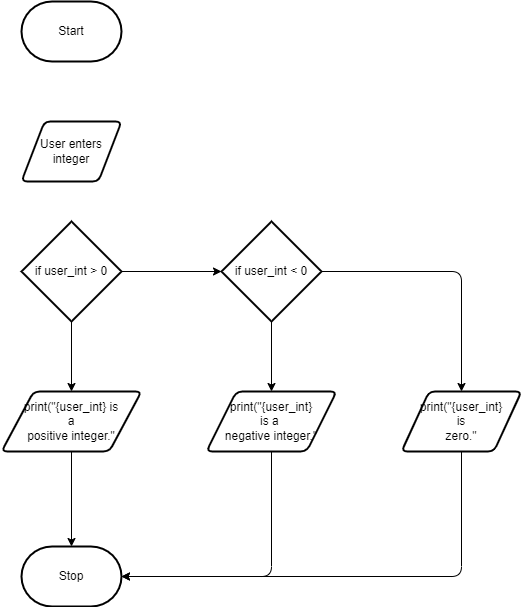 Start
User enters
integer
if user_int > 0
if user_int < 0
print("{user_int} is
a
positive integer."
print("{user_int}
is a
negative integer."
print("{user_int}
is
zero."
Stop